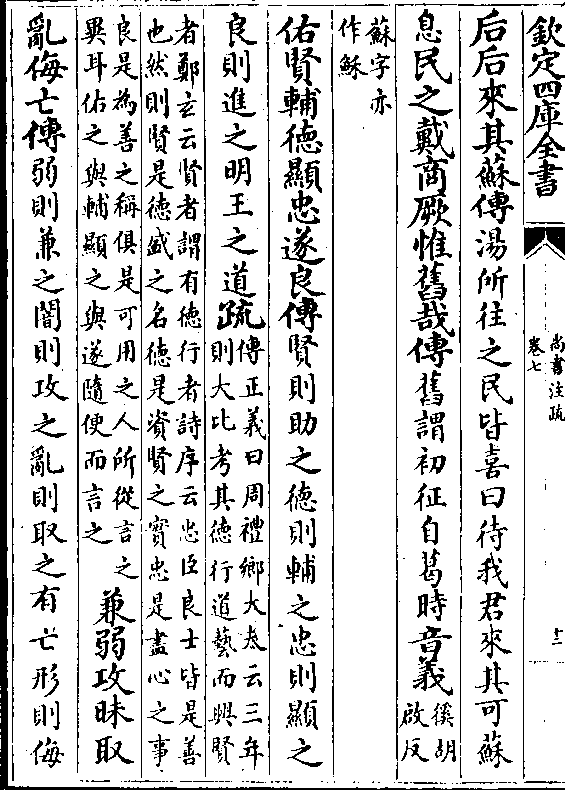 欽定四庫全書
尚書注疏
卷七
十二
后后來其蘇傳湯所往之民皆喜曰待我君來其可蘇
息民之戴商厥惟舊哉傳舊謂初征自葛時音義徯胡
啟反
蘇字亦
作穌
佑賢輔德顯忠遂良傳賢則助之德則輔之忠則顯之
良則進之明王之道疏傳正義曰周禮鄉大夫云三年
則大比考其德行道藝而興賢
者鄭玄云賢者謂有德行者詩序云忠臣良士皆是善
也然則賢是德盛之名德是資賢之實忠是盡心之事
良是為善之稱俱是可用之人所從言之
異耳佑之與輔顯之與遂隨便而言之
兼弱攻昧取
亂侮亡傳弱則兼之闇則攻之亂則取之有亡形則侮